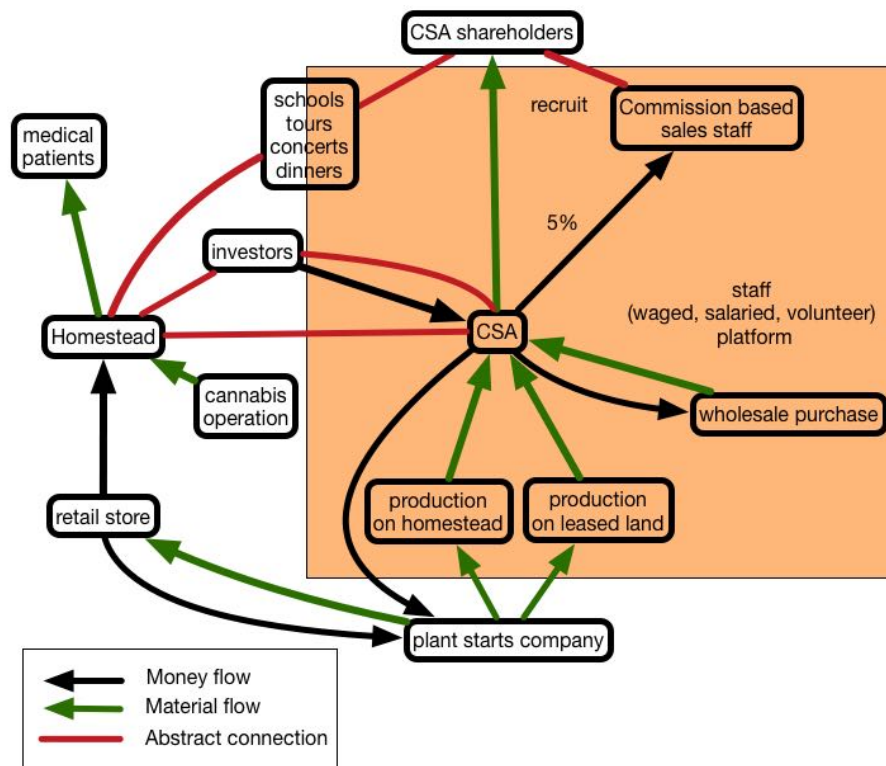 CSA shareholders
schools
tours
concerts
dinners
recruit
Commission based
sales staff
medical
patients
5%
investors
staff
(waged, salaried, volunteer)
platform
Homestead
CSA
cannabis
operation
wholesale purchase
retail store
production
on homestead
production
on leased land
plant starts company
Money flow
Material flow
Abstract connection